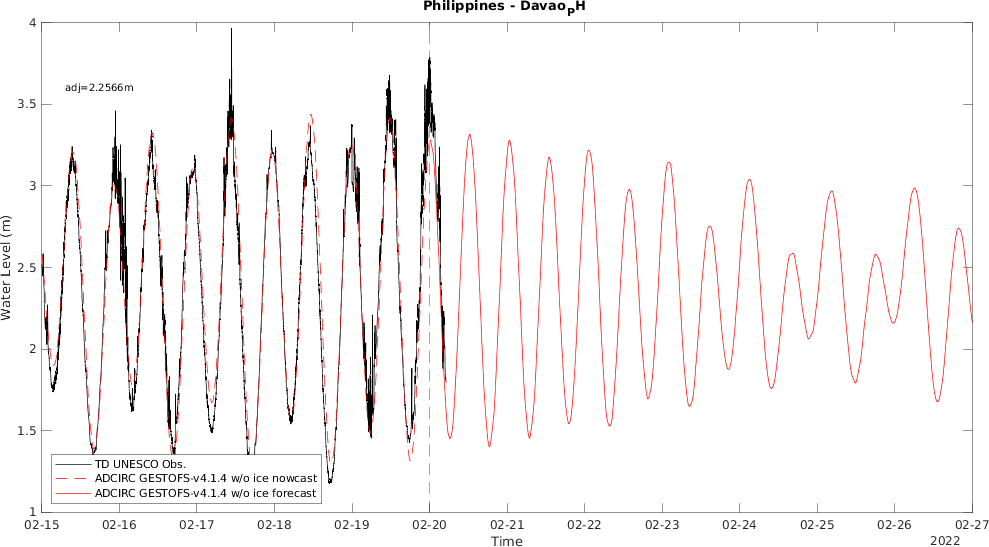 Philippines - DavaopH
adj=2.2566m
Water Level (m)
4
3.5
3
2.5
2
1.5
1
TD UNESCO Obs.
ADCIRC GESTOFS-v4.1.4 w/o ice nowcast
ADCIRC GESTOFS-v4.1.4 w/o ice forecast
02-15 02-16 02-17 02-18 02-19 02-20 02-21 02-22 02-23 02-24 02-25 02-26 02-27
Time
2022